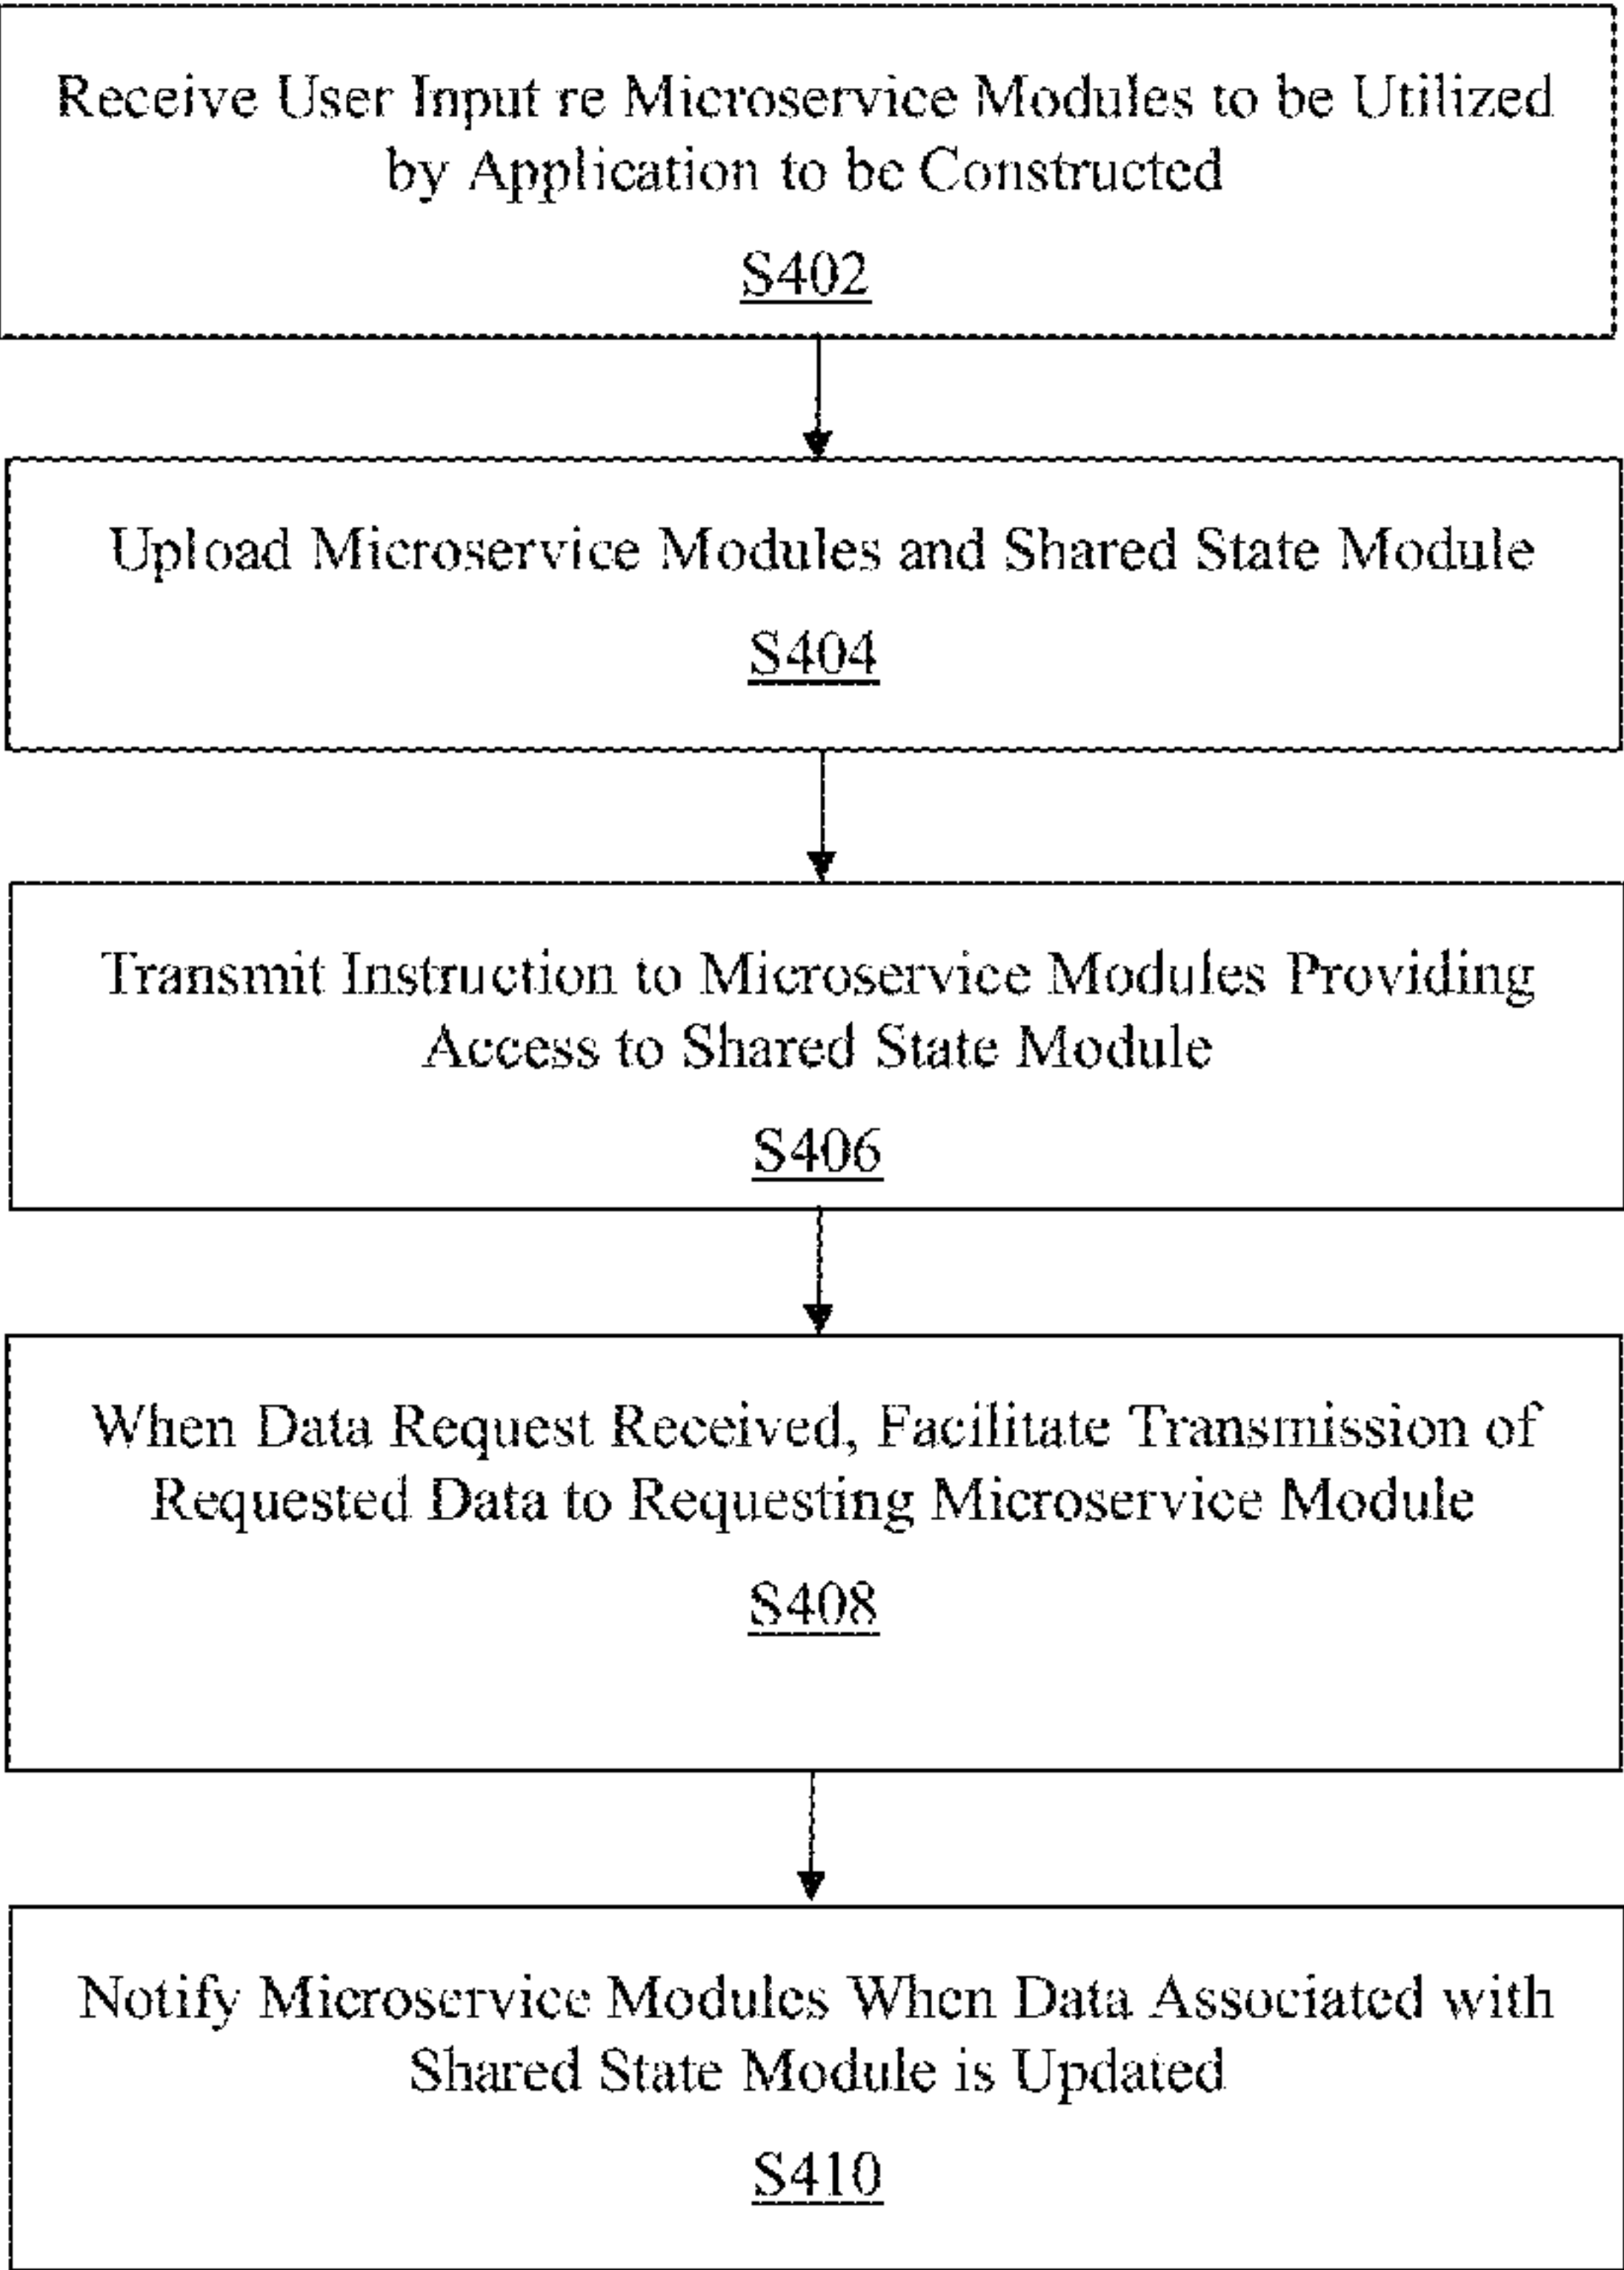 Receive User Input re Microservice Modules to be Utilized
by Application to be Constructed
S402
Upload Microservice Modules and Shared State Module
S404
Transmit Instruction to Microservice Modules Providing
Access to Shared State Module
S406
When Data Request Received, Facilitate Transmission of
Requested Data to Requesting Microservice Module
S408
Notify Microservice Modules When Data Associated with
Shared State Module is Updated
S410